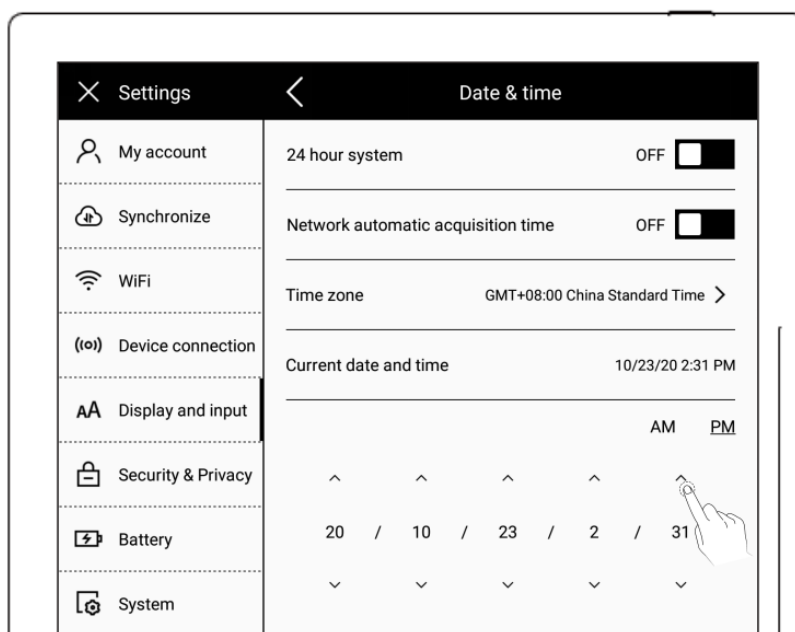 Settings
Date & time
My account
Synchronize
WiFi
Device connection
AA Display and input
Security & Privacy
Battery
System
24 hour system OFF
Network automatic acquisition time OFF
Time zone GMT+08:00 China Standard Time
Current date and time 10/23/20 2:31 PM
AM PM
20 / 10 / 23 / 2 / 31